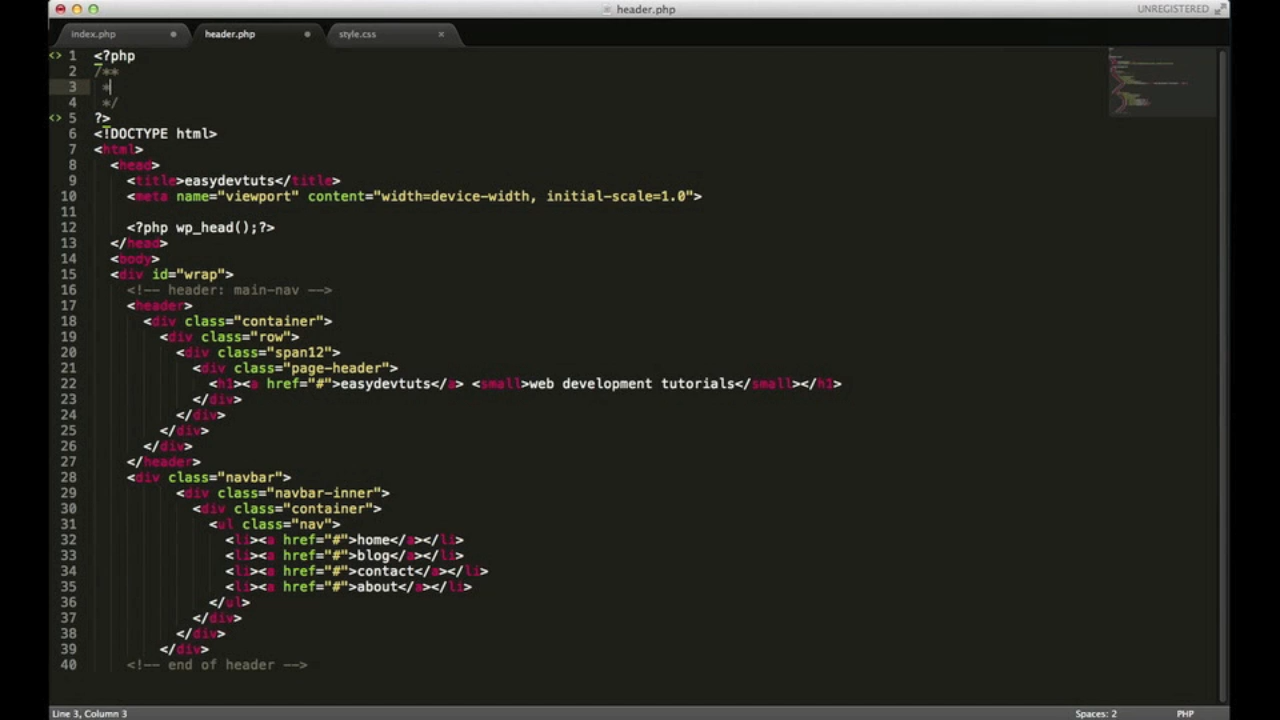 header.php
UNREGISTERED
index.php
header.php
style.css
1 <?php
2 /**
3  *
4  */
5 ?>
6 <!DOCTYPE html>
7 <html>
8   <head>
9     <title>easydevtuts</title>
10     <meta name="viewport" content="width=device-width, initial-scale=1.0">
11
12     <?php wp_head();?>
13   </head>
14   <body>
15   <div id="wrap">
16     <!-- header: main-nav -->
17     <header>
18       <div class="container">
19         <div class="row">
20           <div class="span12">
21             <div class="page-header">
22               <h1><a href="#">easydevtuts</a> <small>web development tutorials</small></h1>
23             </div>
24           </div>
25         </div>
26       </div>
27     </header>
28     <div class="navbar">
29           <div class="navbar-inner">
30             <div class="container">
31               <ul class="nav">
32                 <li><a href="#">home</a></li>
33                 <li><a href="#">blog</a></li>
34                 <li><a href="#">contact</a></li>
35                 <li><a href="#">about</a></li>
36               </ul>
37             </div>
38           </div>
39         </div>
40     <!-- end of header -->
Line 3, Column 3
Spaces: 2
PHP